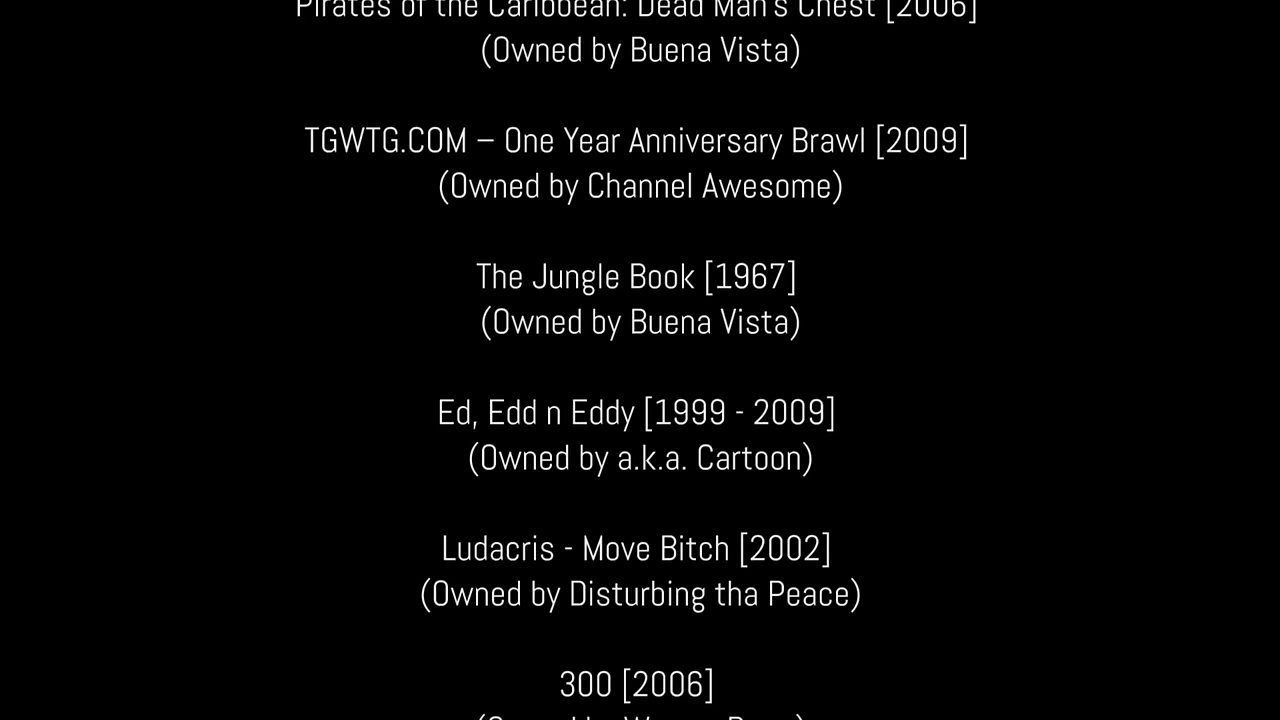 Pirates of the Caribbean: Dead Man's Chest [2006]
(Owned by Buena Vista)
TGWTG.COM – One Year Anniversary Brawl [2009]
(Owned by Channel Awesome)
The Jungle Book [1967]
(Owned by Buena Vista)
Ed, Edd n Eddy [1999 - 2009]
(Owned by a.k.a. Cartoon)
Ludacris - Move Bitch [2002]
(Owned by Disturbing tha Peace)
300 [2006]